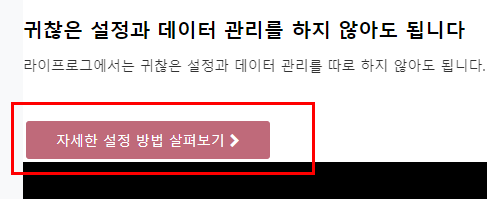 귀찮은 설정과 데이터 관리를 하지 않아도 됩니다
라이프로그에서는 귀찮은 설정과 데이터 관리를 따로 하지 않아도 됩니다.
자세한 설정 방법 살펴보기